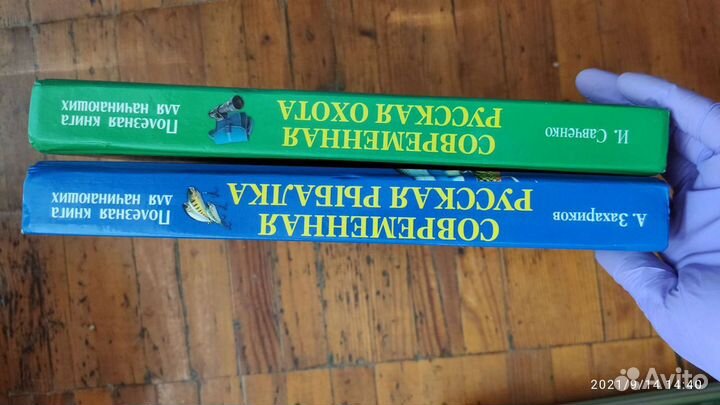 И. Савченко
СОВРЕМЕННАЯ
РУССКАЯ ОХОТА
Полезная книга
для начинающих
А. Захариков
СОВРЕМЕННАЯ
РУССКАЯ РЫБАЛКА
Полезная книга
для начинающих
2021/9/14 14:40
Avito